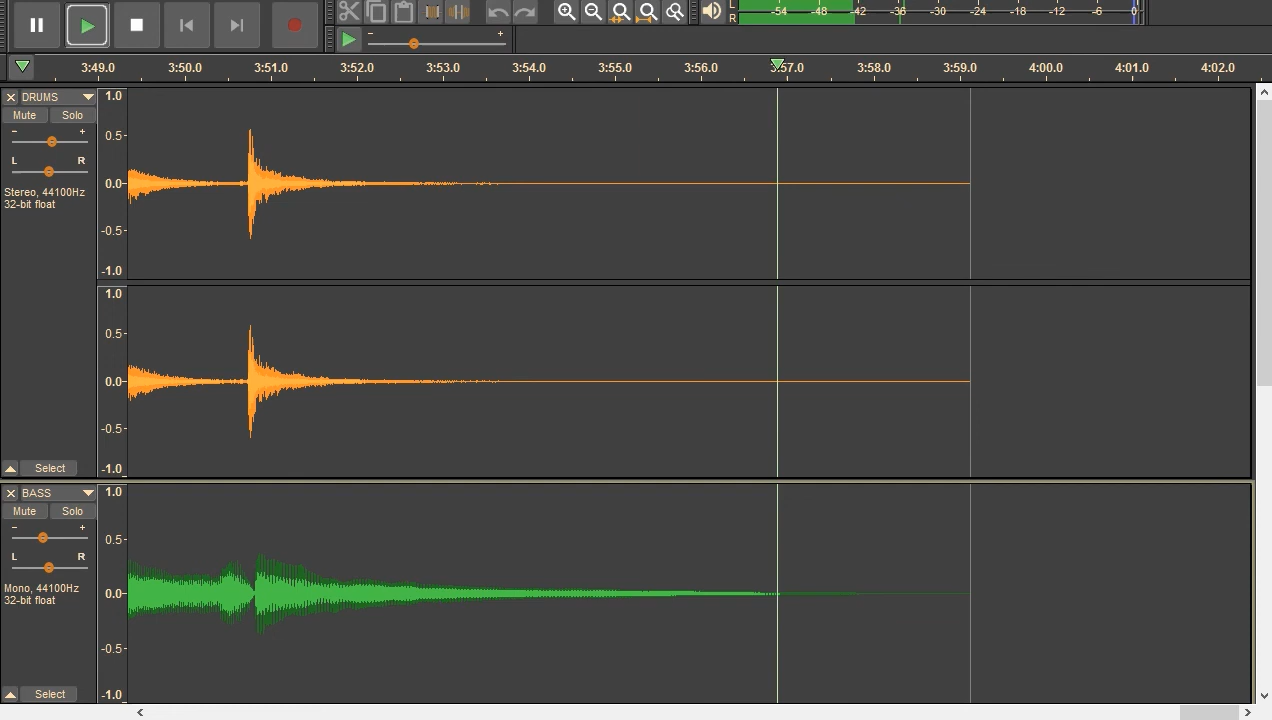 L -54 -48 -42 -36 -30 -24 -18 -12 -6 0
R
- +
3:49.0 3:50.0 3:51.0 3:52.0 3:53.0 3:54.0 3:55.0 3:56.0 3:57.0 3:58.0 3:59.0 4:00.0 4:01.0 4:02.0
DRUMS
Mute Solo
- +
L R
Stereo, 44100Hz
32-bit float
Select
1.0
0.5-
0.0-
-0.5-
-1.0
1.0
0.5-
0.0-
-0.5-
-1.0
BASS
Mute Solo
- +
L R
Mono, 44100Hz
32-bit float
Select
1.0
0.5-
0.0-
-0.5-
-1.0